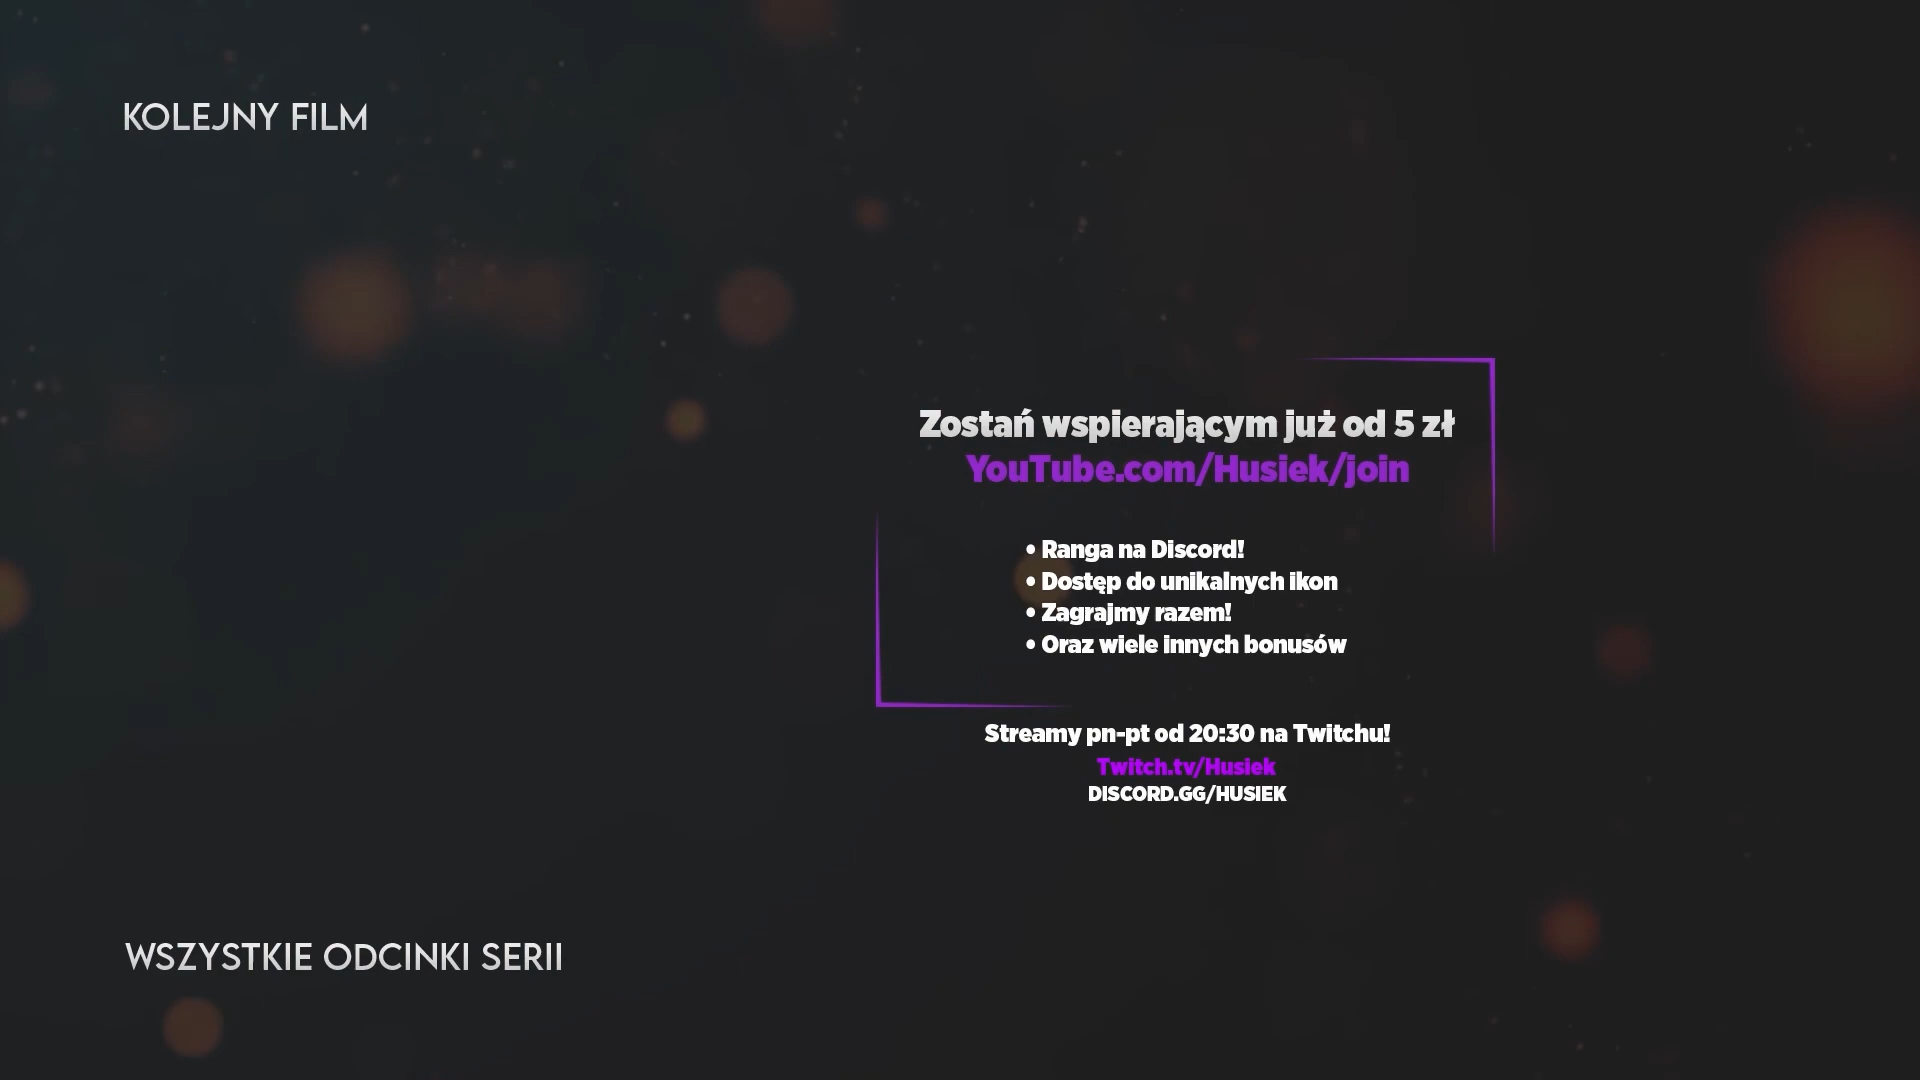 KOLEJNY FILM
Zostań wspierającym już od 5 zł
YouTube.com/Husiek/join
• Ranga na Discord!
• Dostęp do unikalnych ikon
• Zagrajmy razem!
• Oraz wiele innych bonusów
Streamy pn-pt od 20:30 na Twitchu!
Twitch.tv/Husiek
DISCORD.GG/HUSIEK
WSZYSTKIE ODCINKI SERII